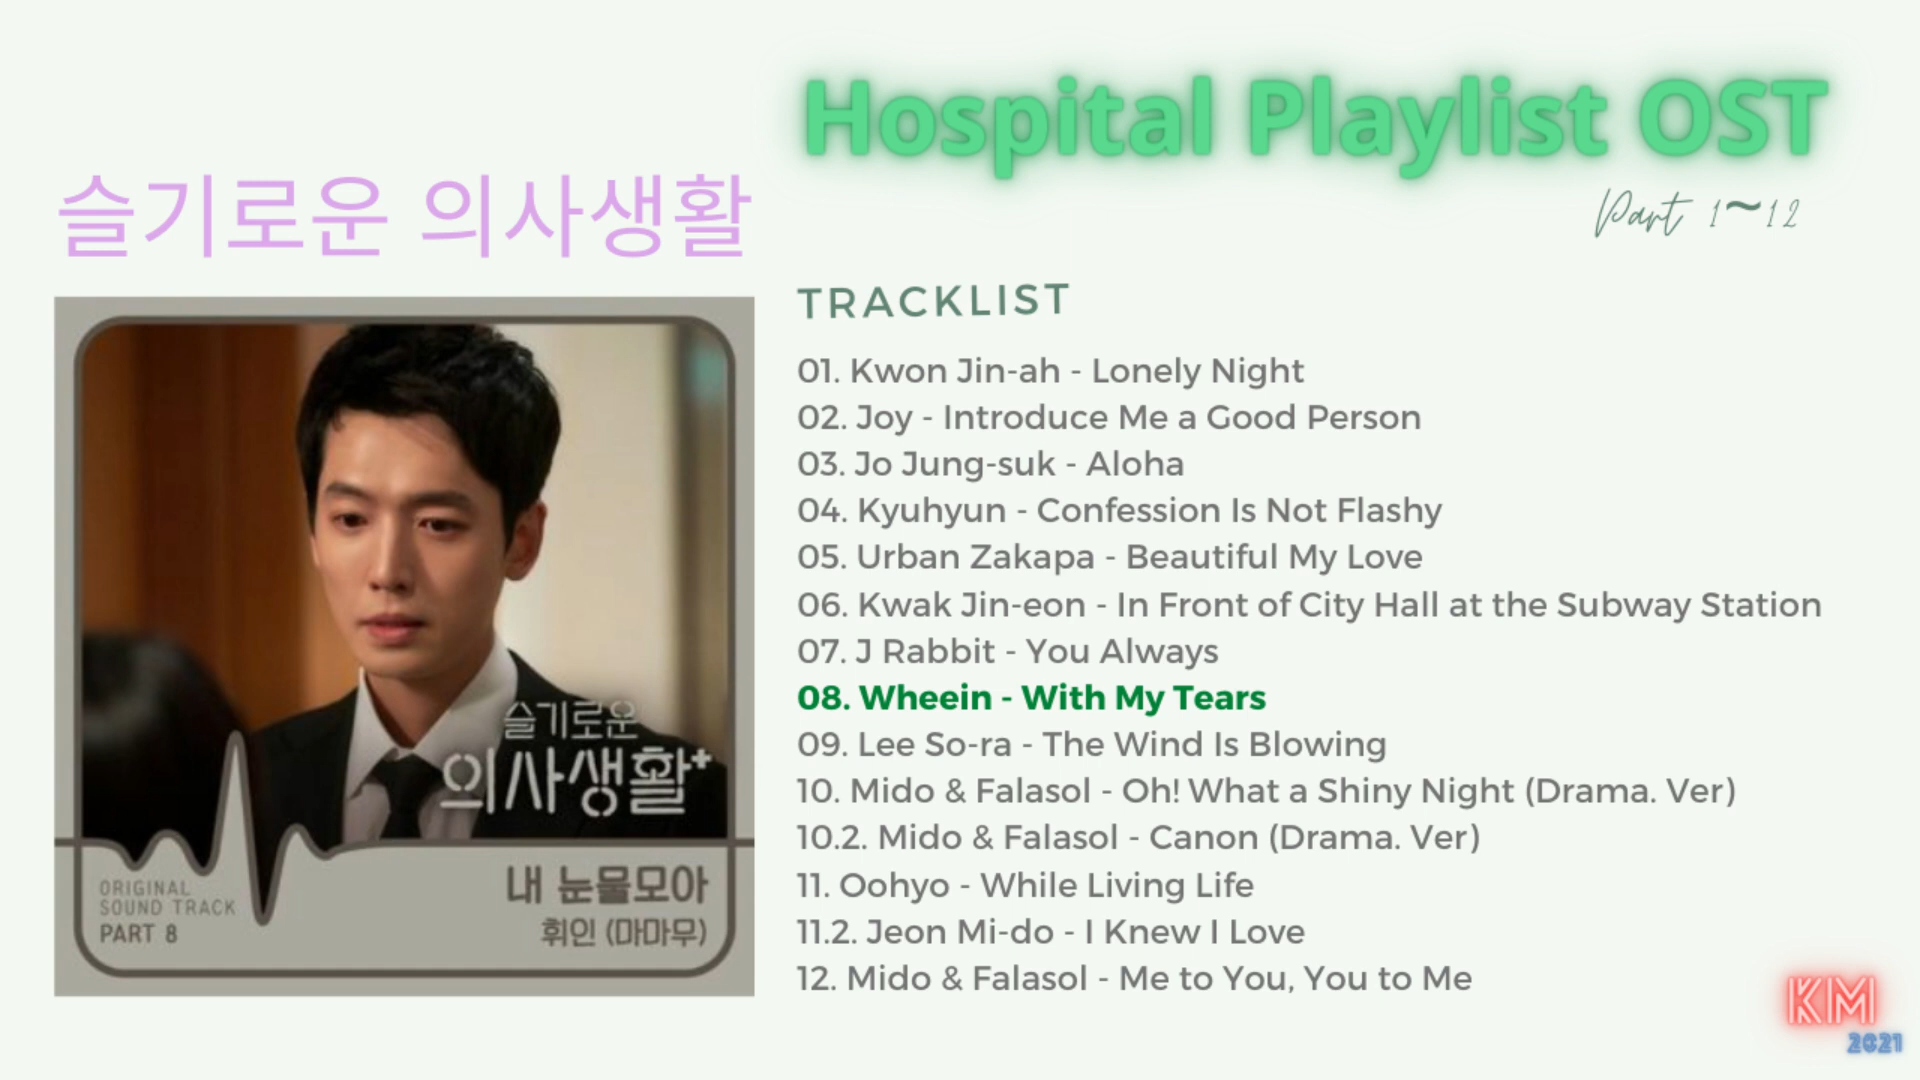 Hospital Playlist OST
Part 1~12
슬기로운 의사생활
슬기로운
의사생활+
ORIGINAL
SOUND TRACK
PART 8
내 눈물모아
휘인 (마마무)
TRACKLIST
01. Kwon Jin-ah - Lonely Night
02. Joy - Introduce Me a Good Person
03. Jo Jung-suk - Aloha
04. Kyuhyun - Confession Is Not Flashy
05. Urban Zakapa - Beautiful My Love
06. Kwak Jin-eon - In Front of City Hall at the Subway Station
07. J Rabbit - You Always
08. Wheein - With My Tears
09. Lee So-ra - The Wind Is Blowing
10. Mido & Falasol - Oh! What a Shiny Night (Drama. Ver)
10.2. Mido & Falasol - Canon (Drama. Ver)
11. Oohyo - While Living Life
11.2. Jeon Mi-do - I Knew I Love
12. Mido & Falasol - Me to You, You to Me
KM
2021